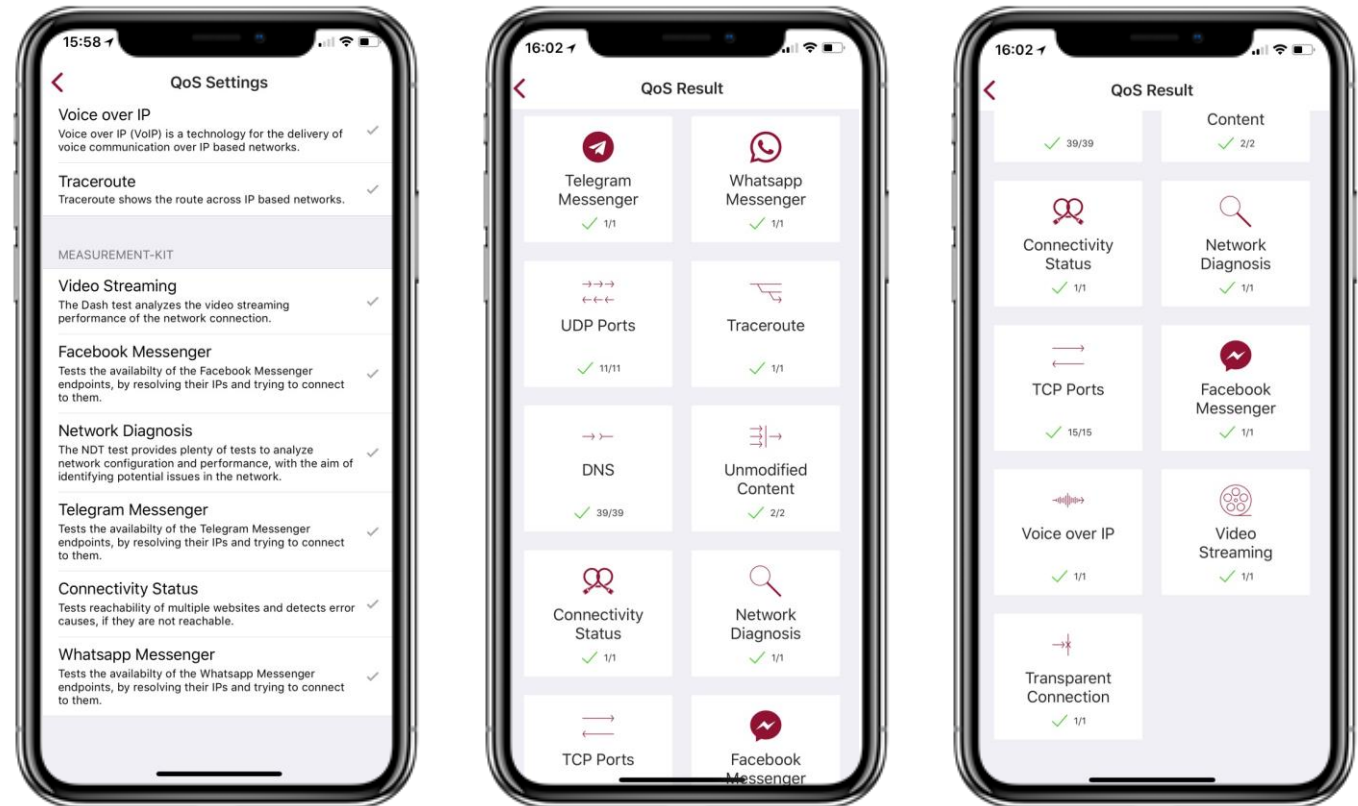 15:58
QoS Settings
Voice over IP
Voice over IP (VoIP) is a technology for the delivery of
voice communication over IP based networks.
Traceroute
Traceroute shows the route across IP based networks.
MEASUREMENT-KIT
Video Streaming
The Dash test analyzes the video streaming
performance of the network connection.
Facebook Messenger
Tests the availabilty of the Facebook Messenger
endpoints, by resolving their IPs and trying to connect
to them.
Network Diagnosis
The NDT test provides plenty of tests to analyze
network configuration and performance, with the aim of
identifying potential issues in the network.
Telegram Messenger
Tests the availabilty of the Telegram Messenger
endpoints, by resolving their IPs and trying to connect
to them.
Connectivity Status
Tests reachability of multiple websites and detects error
causes, if they are not reachable.
Whatsapp Messenger
Tests the availabilty of the Whatsapp Messenger
endpoints, by resolving their IPs and trying to connect
to them.
16:02
QoS Result
Telegram
Messenger
1/1
Whatsapp
Messenger
1/1
UDP Ports
11/11
Traceroute
1/1
DNS
39/39
Unmodified
Content
2/2
Connectivity
Status
1/1
Network
Diagnosis
1/1
TCP Ports
Facebook
Messenger
16:02
QoS Result
39/39
Content
2/2
Connectivity
Status
1/1
Network
Diagnosis
1/1
TCP Ports
15/15
Facebook
Messenger
1/1
Voice over IP
1/1
Video
Streaming
1/1
Transparent
Connection
1/1